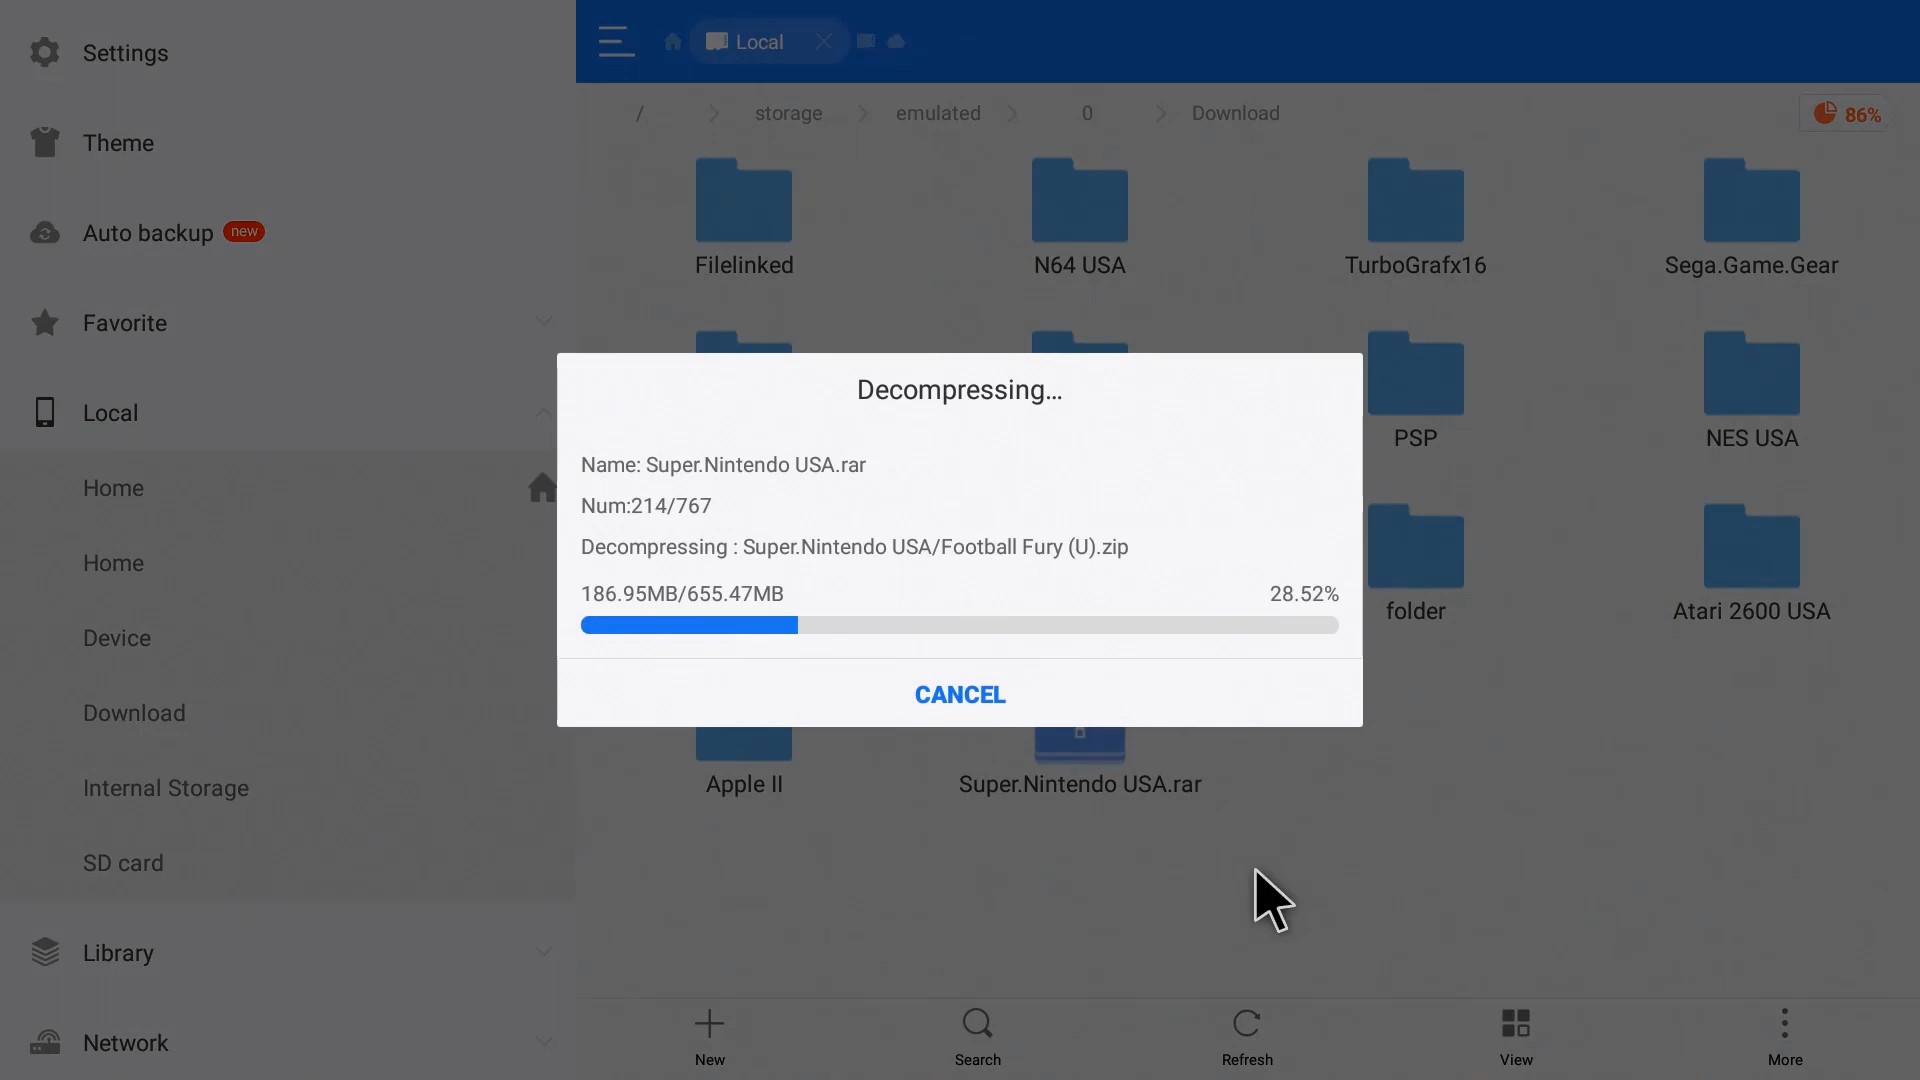 Settings
Theme
Auto backup new
Favorite
Local
Home
Home
Device
Download
Internal Storage
SD card
Library
Network
Local
/ storage emulated 0 Download
86%
Filelinked N64 USA TurboGrafx16 Sega.Game.Gear
PSP NES USA
folder Atari 2600 USA
Apple II Super.Nintendo USA.rar
Decompressing...
Name: Super.Nintendo USA.rar
Num:214/767
Decompressing : Super.Nintendo USA/Football Fury (U).zip
186.95MB/655.47MB 28.52%
CANCEL
New Search Refresh View More